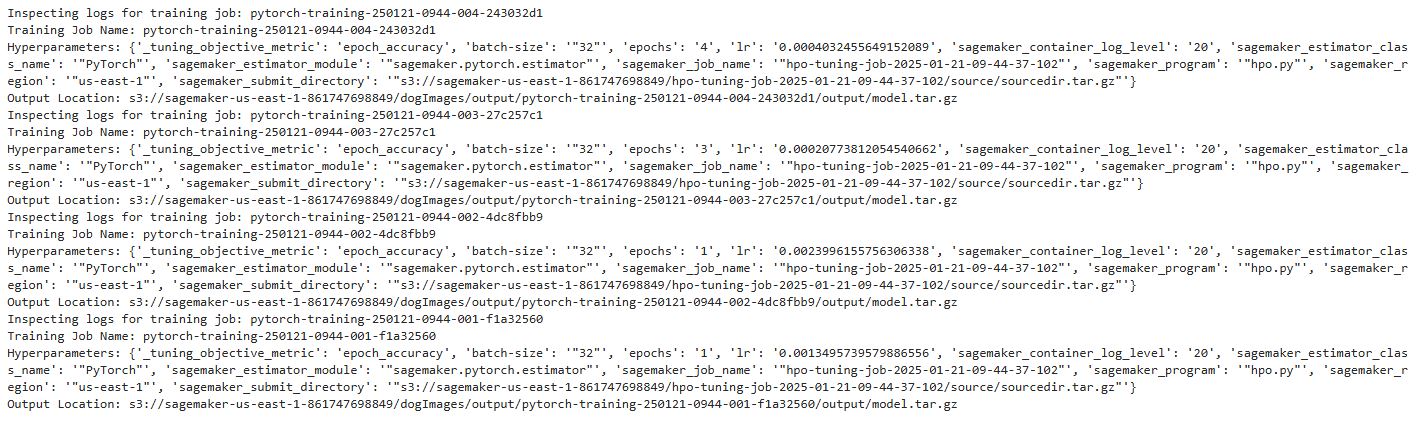 Inspecting logs for training job: pytorch-training-250121-0944-004-243032d1
Training Job Name: pytorch-training-250121-0944-004-243032d1
Hyperparameters: {'_tuning_objective_metric': 'epoch_accuracy', 'batch-size': '"32"', 'epochs': '4', 'lr': '0.0004032455649152089', 'sagemaker_container_log_level': '20', 'sagemaker_estimator_clas
s_name': '"PyTorch"', 'sagemaker_estimator_module': '"sagemaker.pytorch.estimator"', 'sagemaker_job_name': '"hpo-tuning-job-2025-01-21-09-44-37-102"', 'sagemaker_program': '"hpo.py"', 'sagemaker_r
egion': '"us-east-1"', 'sagemaker_submit_directory': '"s3://sagemaker-us-east-1-861747698849/hpo-tuning-job-2025-01-21-09-44-37-102/source/sourcedir.tar.gz"'}
Output Location: s3://sagemaker-us-east-1-861747698849/dogImages/output/pytorch-training-250121-0944-004-243032d1/output/model.tar.gz
Inspecting logs for training job: pytorch-training-250121-0944-003-27c257c1
Training Job Name: pytorch-training-250121-0944-003-27c257c1
Hyperparameters: {'_tuning_objective_metric': 'epoch_accuracy', 'batch-size': '"32"', 'epochs': '3', 'lr': '0.00020773812054540662', 'sagemaker_container_log_level': '20', 'sagemaker_estimator_cla
ss_name': '"PyTorch"', 'sagemaker_estimator_module': '"sagemaker.pytorch.estimator"', 'sagemaker_job_name': '"hpo-tuning-job-2025-01-21-09-44-37-102"', 'sagemaker_program': '"hpo.py"', 'sagemaker_
region': '"us-east-1"', 'sagemaker_submit_directory': '"s3://sagemaker-us-east-1-861747698849/hpo-tuning-job-2025-01-21-09-44-37-102/source/sourcedir.tar.gz"'}
Output Location: s3://sagemaker-us-east-1-861747698849/dogImages/output/pytorch-training-250121-0944-003-27c257c1/output/model.tar.gz
Inspecting logs for training job: pytorch-training-250121-0944-002-4dc8fbb9
Training Job Name: pytorch-training-250121-0944-002-4dc8fbb9
Hyperparameters: {'_tuning_objective_metric': 'epoch_accuracy', 'batch-size': '"32"', 'epochs': '1', 'lr': '0.0023996155756306338', 'sagemaker_container_log_level': '20', 'sagemaker_estimator_clas
s_name': '"PyTorch"', 'sagemaker_estimator_module': '"sagemaker.pytorch.estimator"', 'sagemaker_job_name': '"hpo-tuning-job-2025-01-21-09-44-37-102"', 'sagemaker_program': '"hpo.py"', 'sagemaker_r
egion': '"us-east-1"', 'sagemaker_submit_directory': '"s3://sagemaker-us-east-1-861747698849/hpo-tuning-job-2025-01-21-09-44-37-102/source/sourcedir.tar.gz"'}
Output Location: s3://sagemaker-us-east-1-861747698849/dogImages/output/pytorch-training-250121-0944-002-4dc8fbb9/output/model.tar.gz
Inspecting logs for training job: pytorch-training-250121-0944-001-f1a32560
Training Job Name: pytorch-training-250121-0944-001-f1a32560
Hyperparameters: {'_tuning_objective_metric': 'epoch_accuracy', 'batch-size': '"32"', 'epochs': '1', 'lr': '0.0013495739579886556', 'sagemaker_container_log_level': '20', 'sagemaker_estimator_clas
s_name': '"PyTorch"', 'sagemaker_estimator_module': '"sagemaker.pytorch.estimator"', 'sagemaker_job_name': '"hpo-tuning-job-2025-01-21-09-44-37-102"', 'sagemaker_program': '"hpo.py"', 'sagemaker_r
egion': '"us-east-1"', 'sagemaker_submit_directory': '"s3://sagemaker-us-east-1-861747698849/hpo-tuning-job-2025-01-21-09-44-37-102/source/sourcedir.tar.gz"'}
Output Location: s3://sagemaker-us-east-1-861747698849/dogImages/output/pytorch-training-250121-0944-001-f1a32560/output/model.tar.gz